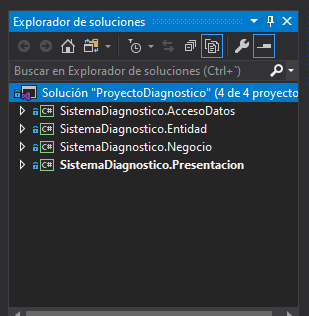 Explorador de soluciones
Buscar en Explorador de soluciones (Ctrl+`)
Solución "ProyectoDiagnostico" (4 de 4 proyecto
C# SistemaDiagnostico.AccesoDatos
C# SistemaDiagnostico.Entidad
C# SistemaDiagnostico.Negocio
C# SistemaDiagnostico.Presentacion